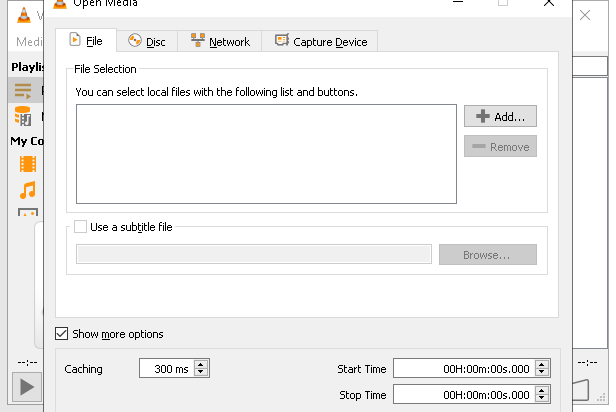 Open Media
Medi
File
Disc
Network
Capture Device
Playlis
File Selection
You can select local files with the following list and buttons.
Add...
Remove
My Co
Use a subtitle file
Browse...
Show more options
--:--
--:--
Caching
300 ms
Start Time
00H:00m:00s.000
Stop Time
00H:00m:00s.000